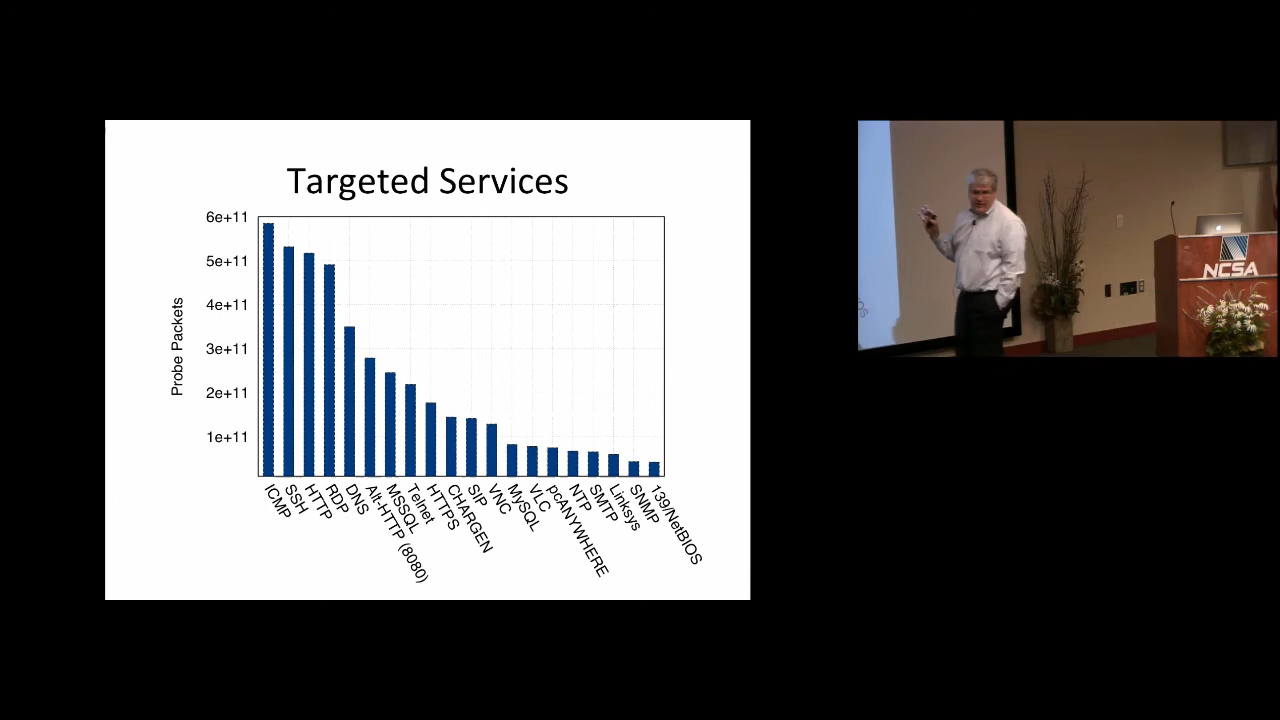 Targeted Services
6e+11
5e+11
4e+11
3e+11
2e+11
1e+11
Probe Packets
ICMP
SSH
HTTP
RDP
DNS
Alt-HTTP (8080)
MSSQL
Telnet
HTTPS
CHARGEN
SIP
VNC
MySQL
VLC
pcANYWHERE
NTP
SMTP
Linksys
SNMP
139/NetBIOS
NCSA